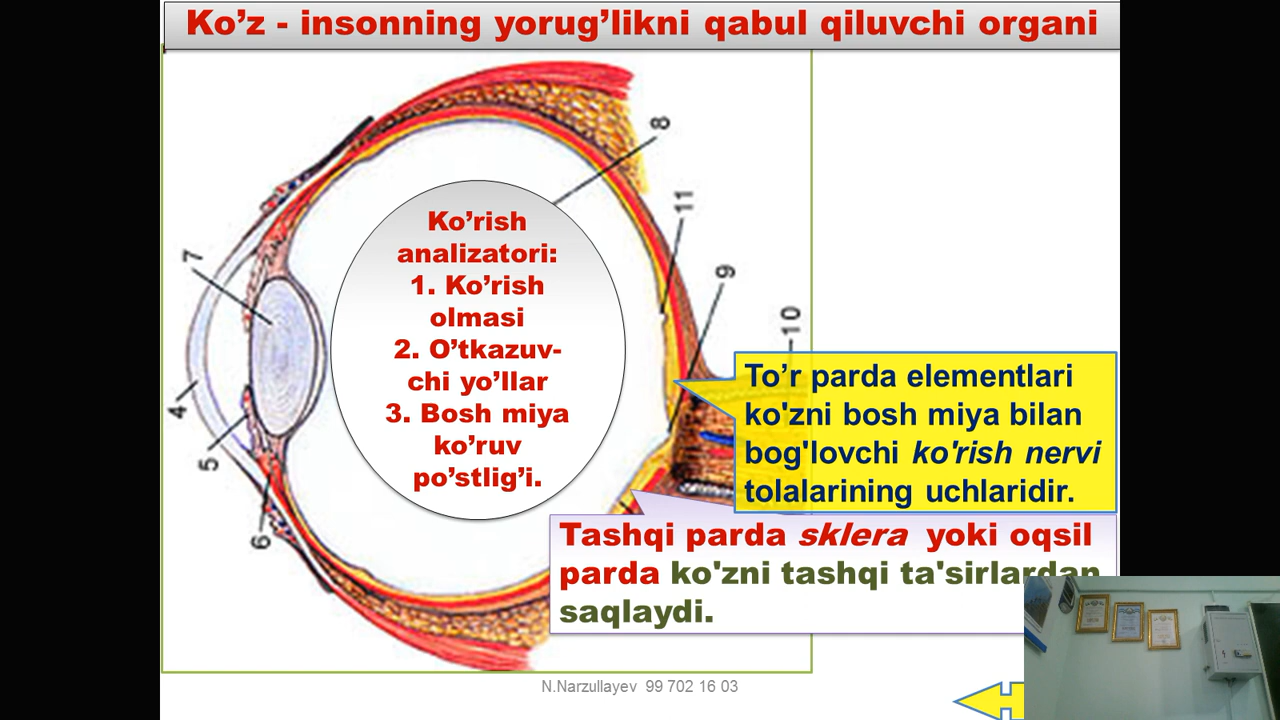 Ko’z - insonning yorug’likni qabul qiluvchi organi
8
11
7
9
10
4
5
6
Ko’rish
analizatori:
1. Ko’rish
olmasi
2. O’tkazuv-
chi yo’llar
3. Bosh miya
ko’ruv
po’stlig’i.
To’r parda elementlari
ko'zni bosh miya bilan
bog'lovchi ko'rish nervi
tolalarining uchlaridir.
Tashqi parda sklera yoki oqsil
parda ko'zni tashqi ta'sirlardan
saqlaydi.
N.Narzullayev 99 702 16 03